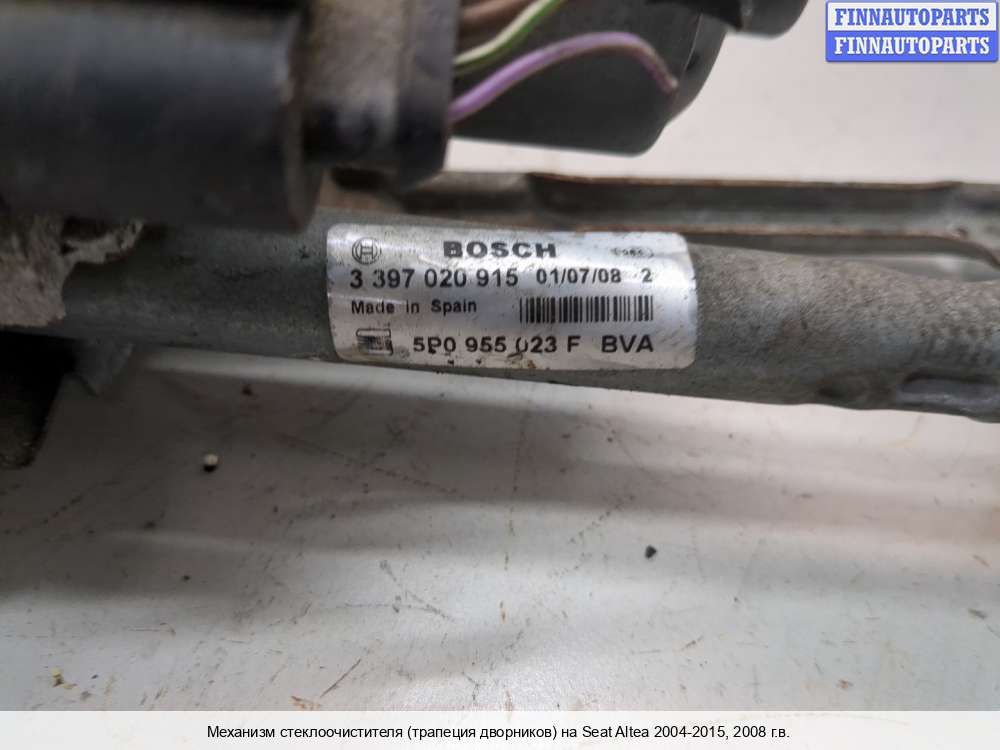 FINNAUTOPARTS
FINNAUTOPARTS
BOSCH
3 397 020 915 01/07/08 2
Made in Spain
5P0 955 023 F BVA
Механизм стеклоочистителя (трапеция дворников) на Seat Altea 2004-2015, 2008 г.в.